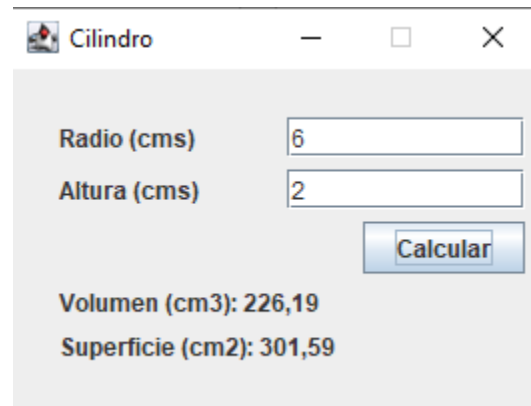 Cilindro
Radio (cms) 6
Altura (cms) 2
Calcular
Volumen (cm3): 226,19
Superficie (cm2): 301,59